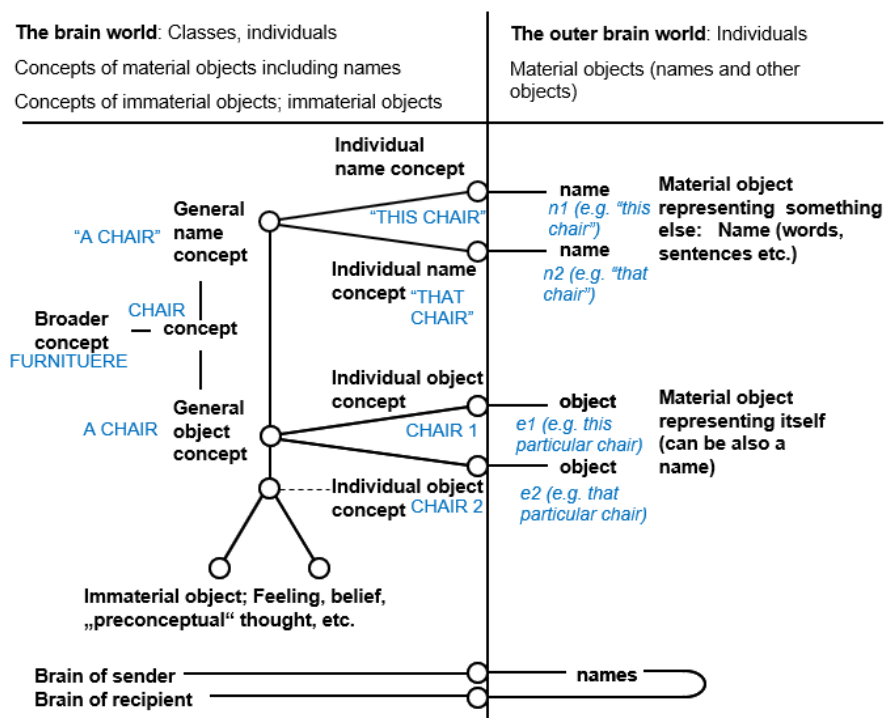 The brain world: Classes, individuals
Concepts of material objects including names
Concepts of immaterial objects; immaterial objects
The outer brain world: Individuals
Material objects (names and other
objects)
Individual
name concept
"THIS CHAIR"
name
n1 (e.g. "this
chair")
Material object
representing something
else: Name (words,
sentences etc.)
General
name
concept
"A CHAIR"
name
n2 (e.g. "that
chair")
Individual name
concept "THAT
CHAIR"
CHAIR
Broader
concept
concept
FURNITUERE
Individual object
concept
CHAIR 1
object
e1 (e.g. this
particular chair)
Material object
representing itself
(can be also a
name)
General
object
concept
A CHAIR
object
e2 (e.g. that
particular chair)
Individual object
concept CHAIR 2
Immaterial object; Feeling, belief,
„preconceptual“ thought, etc.
Brain of sender
names
Brain of recipient